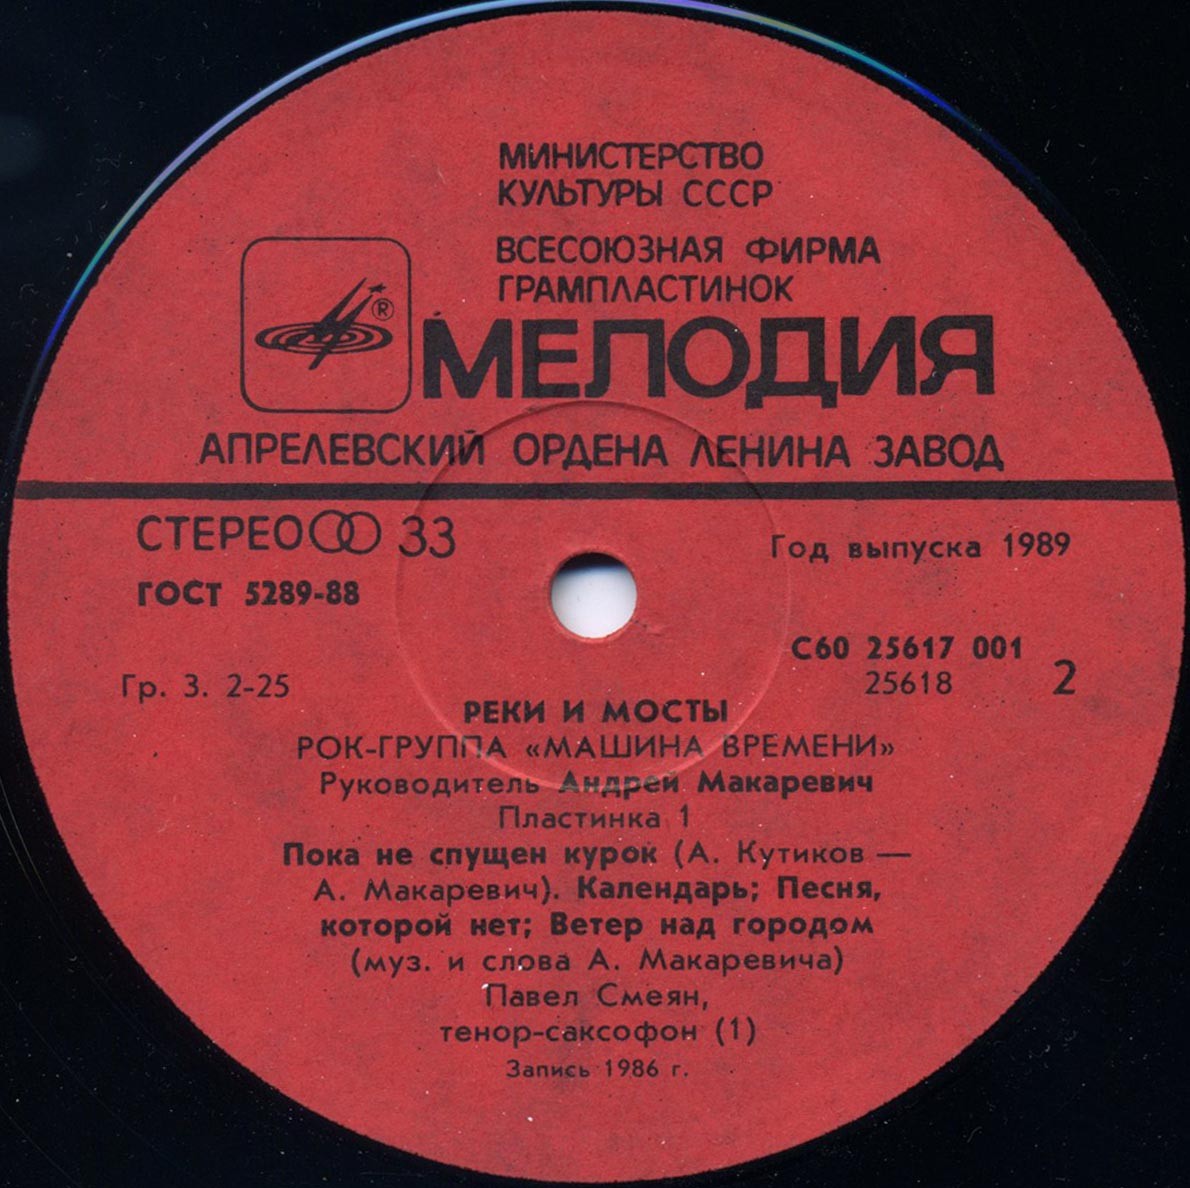 МИНИСТЕРСТВО
КУЛЬТУРЫ СССР
ВСЕСОЮЗНАЯ ФИРМА
ГРАМПЛАСТИНОК
®
МЕЛОДИЯ
АПРЕЛЕВСКИЙ ОРДЕНА ЛЕНИНА ЗАВОД
СТЕРЕО 33
Год выпуска 1989
ГОСТ 5289-88
С60 25617 001
25618 2
Гр. 3. 2-25
РЕКИ И МОСТЫ
РОК-ГРУППА «МАШИНА ВРЕМЕНИ»
Руководитель Андрей Макаревич
Пластинка 1
Пока не спущен курок (А. Кутиков —
А. Макаревич). Календарь; Песня,
которой нет; Ветер над городом
(муз. и слова А. Макаревича)
Павел Смеян,
тенор-саксофон (1)
Запись 1986 г.